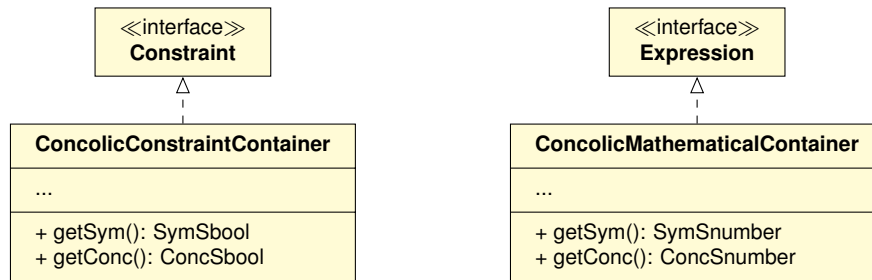 ≪interface≫
Constraint
ConcolicConstraintContainer
...
+ getSym(): SymSbool
+ getConc(): ConcSbool
≪interface≫
Expression
ConcolicMathematicalContainer
...
+ getSym(): SymSnumber
+ getConc(): ConcSnumber